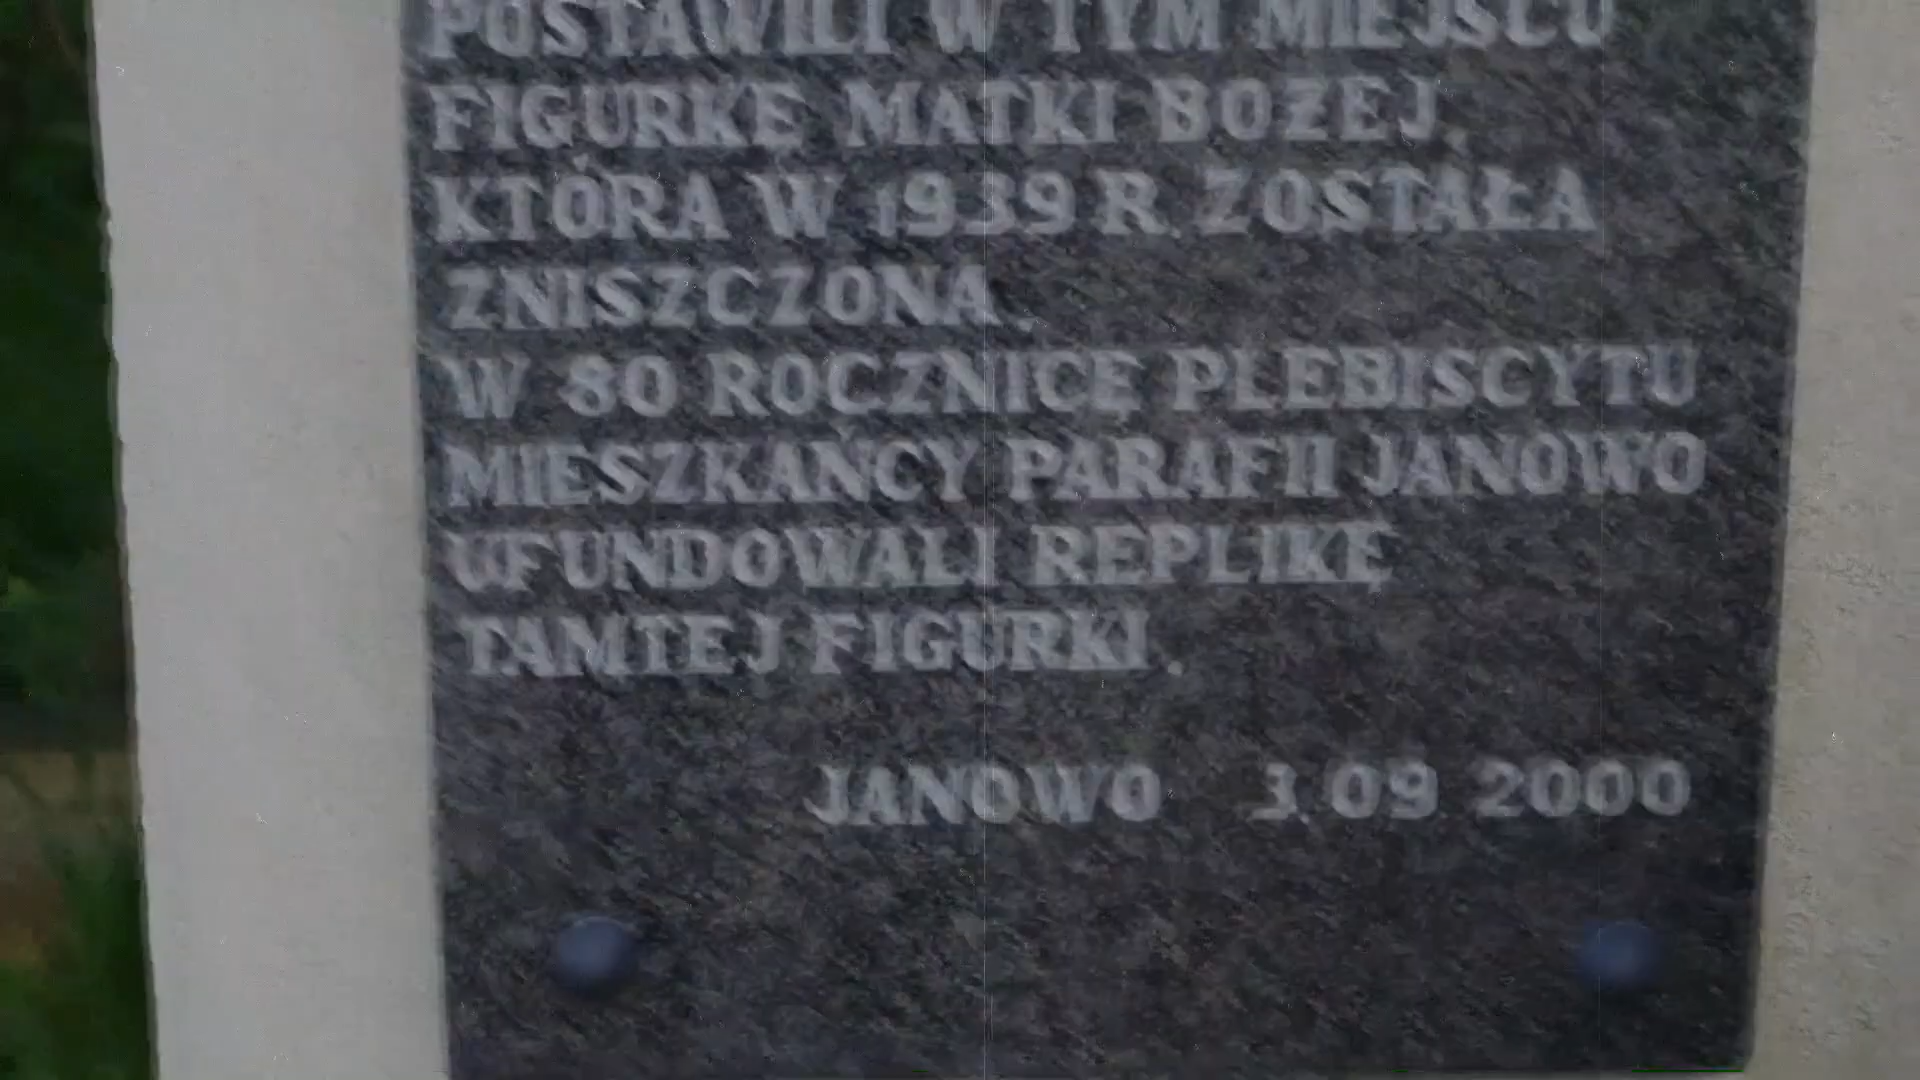 POSTAWILI W TYM MIEJSCU
FIGURKĘ MATKI BOŻEJ,
KTÓRA W 1939 R. ZOSTAŁA
ZNISZCZONA.
W 80 ROCZNICĘ PLEBISCYTU
MIESZKAŃCY PARAFII JANOWO
UFUNDOWALI REPLIKĘ
TAMTEJ FIGURKI.
JANOWO 3.09.2000